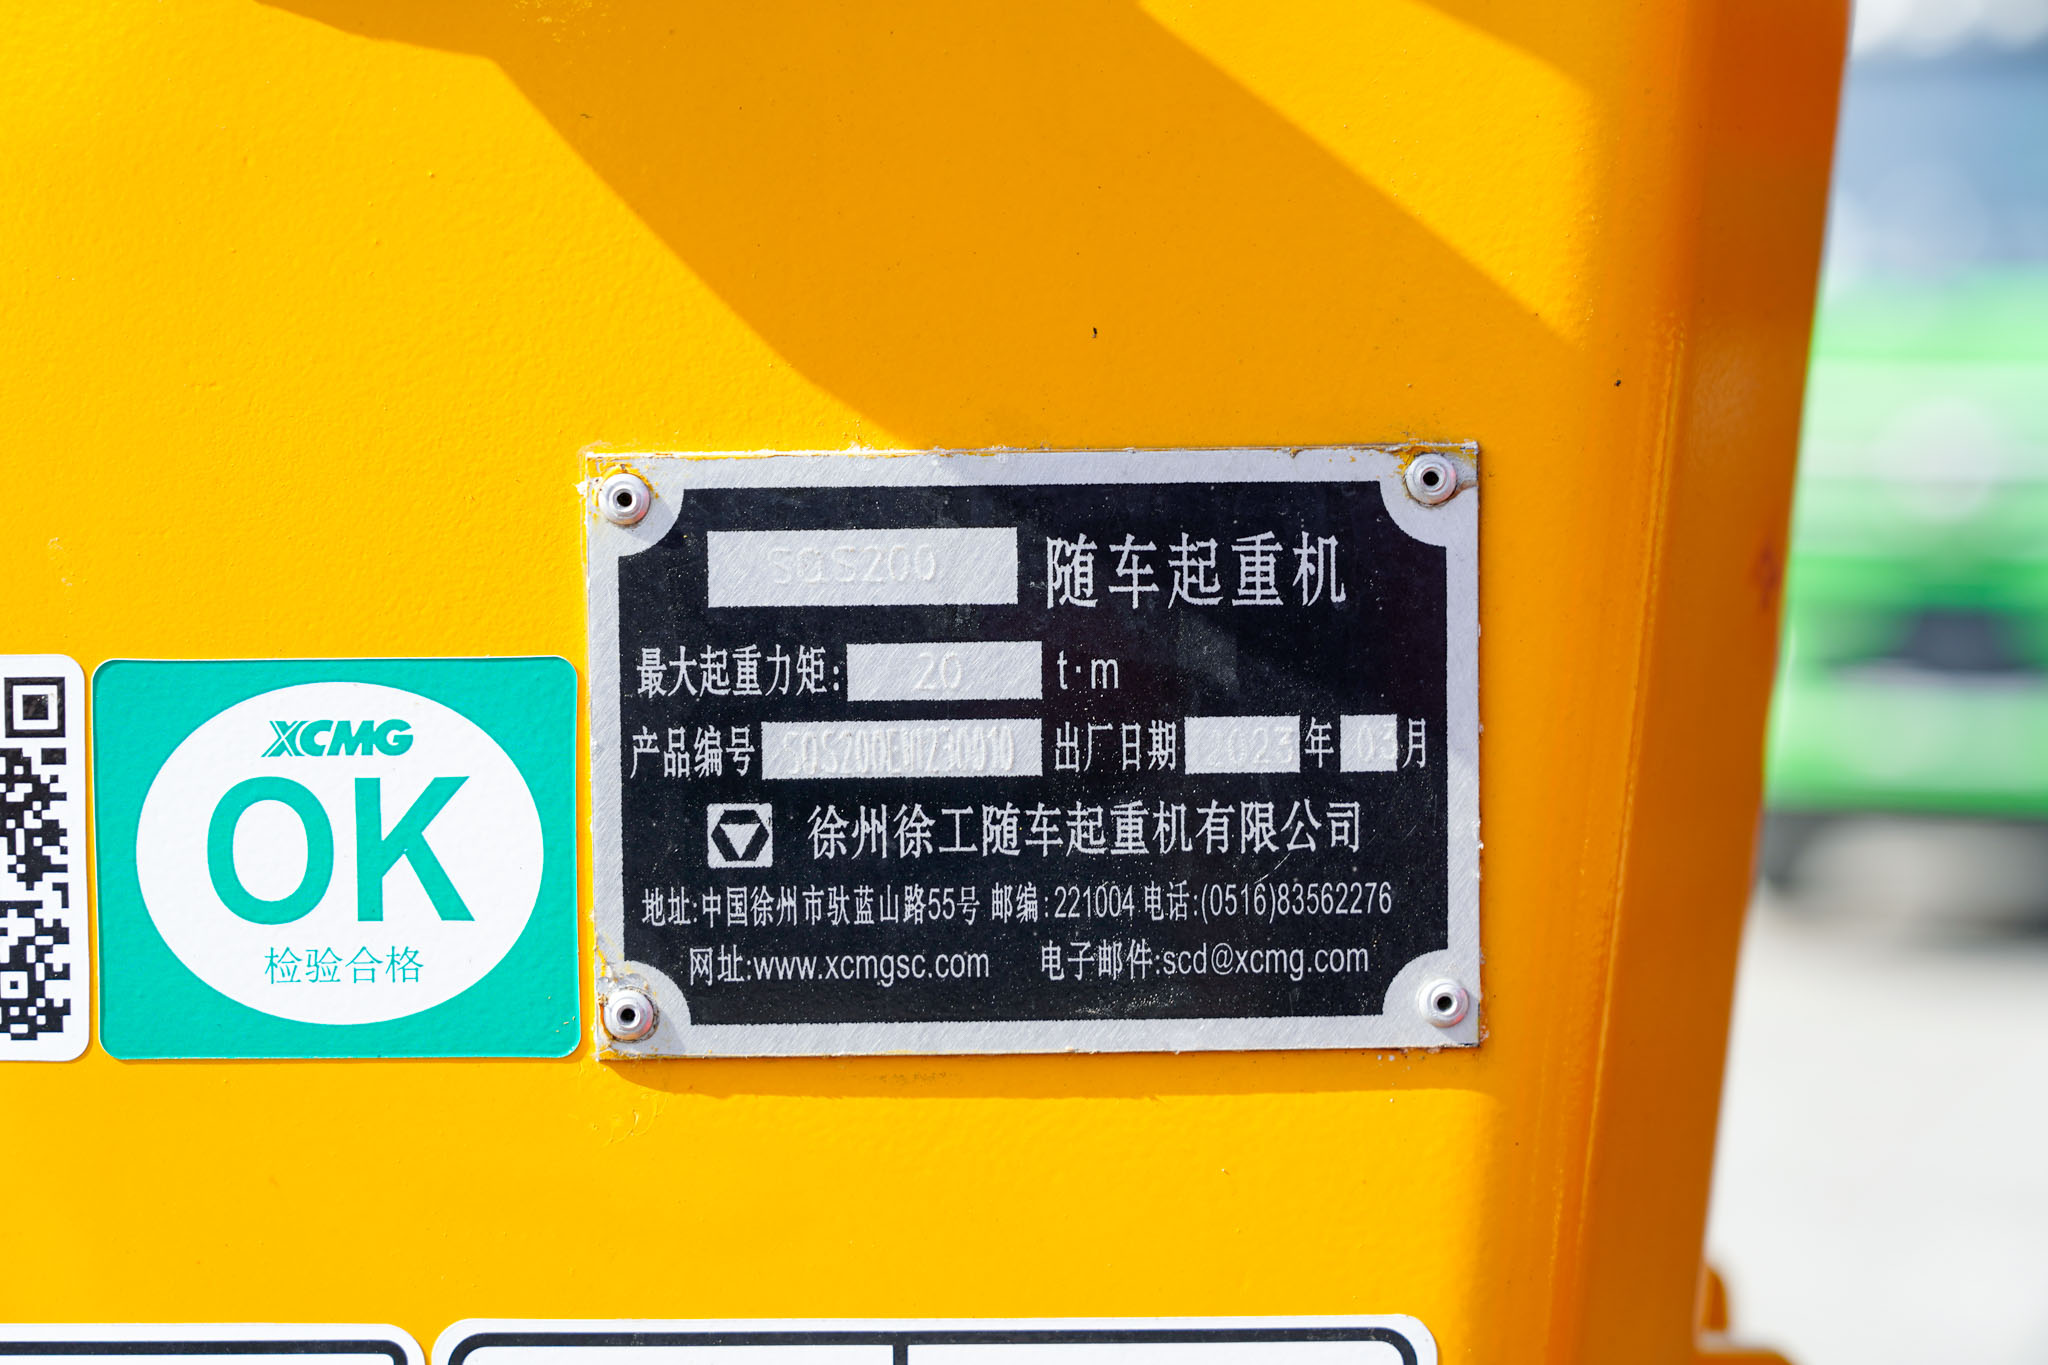 SQS200 随车起重机
最大起重力矩: 20 t·m
产品编号 出厂日期 2023 年 03 月
徐州徐工随车起重机有限公司
地址:中国徐州市驮蓝山路55号 邮编:221004 电话:(0516)83562276
网址:www.xcmgsc.com 电子邮件:scd@xcmg.com
XCMG
OK
检验合格